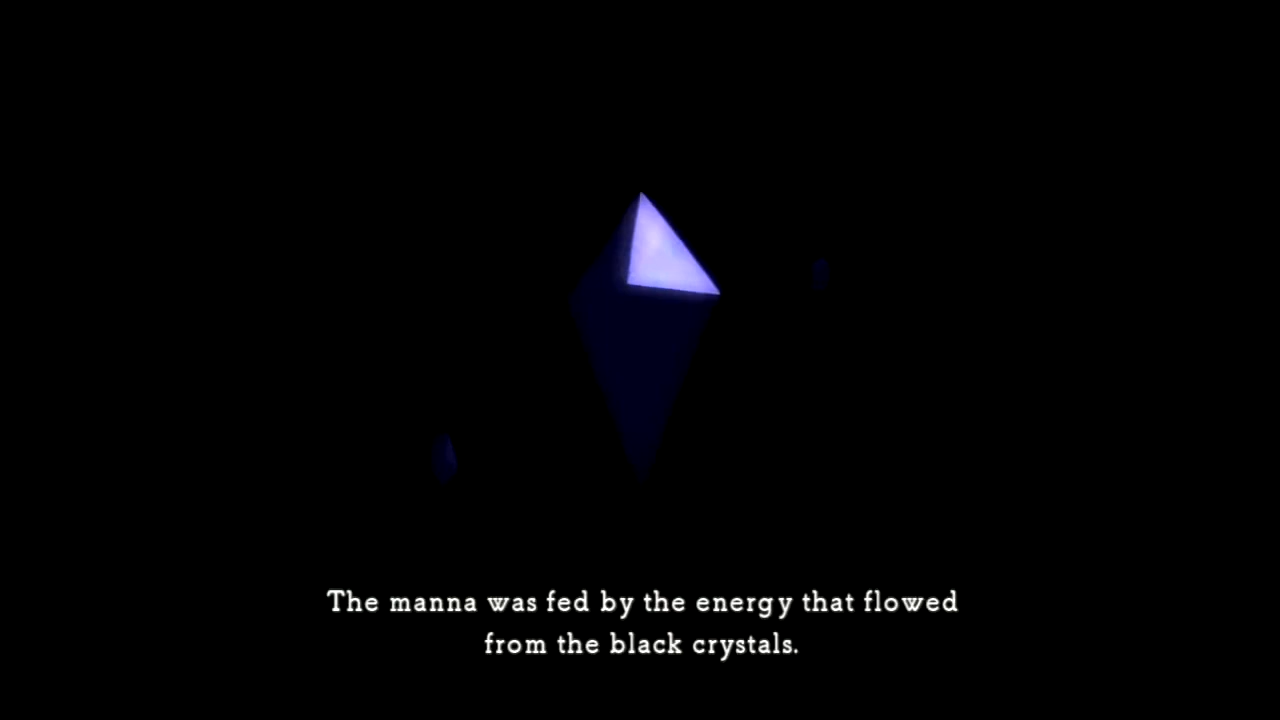 The manna was fed by the energy that flowed
from the black crystals.